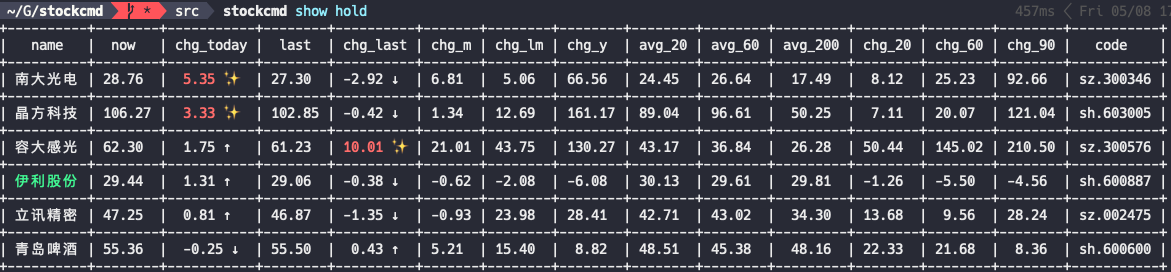 ~/G/stockcmd * src stockcmd show hold 457ms Fri 05/08 17
| name | now | chg_today | last | chg_last | chg_m | chg_lm | chg_y | avg_20 | avg_60 | avg_200 | chg_20 | chg_60 | chg_90 | code |
| 南大光电 | 28.76 | 5.35 ✨ | 27.30 | -2.92 ↓ | 6.81 | 5.06 | 66.56 | 24.45 | 26.64 | 17.49 | 8.12 | 25.23 | 92.66 | sz.300346 |
| 晶方科技 | 106.27 | 3.33 ✨ | 102.85 | -0.42 ↓ | 1.34 | 12.69 | 161.17 | 89.04 | 96.61 | 50.25 | 7.11 | 20.07 | 121.04 | sh.603005 |
| 容大感光 | 62.30 | 1.75 ↑ | 61.23 | 10.01 ✨ | 21.01 | 43.75 | 130.27 | 43.17 | 36.84 | 26.28 | 50.44 | 145.02 | 210.50 | sz.300576 |
| 伊利股份 | 29.44 | 1.31 ↑ | 29.06 | -0.38 ↓ | -0.62 | -2.08 | -6.08 | 30.13 | 29.61 | 29.81 | -1.26 | -5.50 | -4.56 | sh.600887 |
| 立讯精密 | 47.25 | 0.81 ↑ | 46.87 | -1.35 ↓ | -0.93 | 23.98 | 28.41 | 42.71 | 43.02 | 34.30 | 13.68 | 9.56 | 28.24 | sz.002475 |
| 青岛啤酒 | 55.36 | -0.25 ↓ | 55.50 | 0.43 ↑ | 5.21 | 15.40 | 8.82 | 48.51 | 45.38 | 48.16 | 22.33 | 21.68 | 8.36 | sh.600600 |